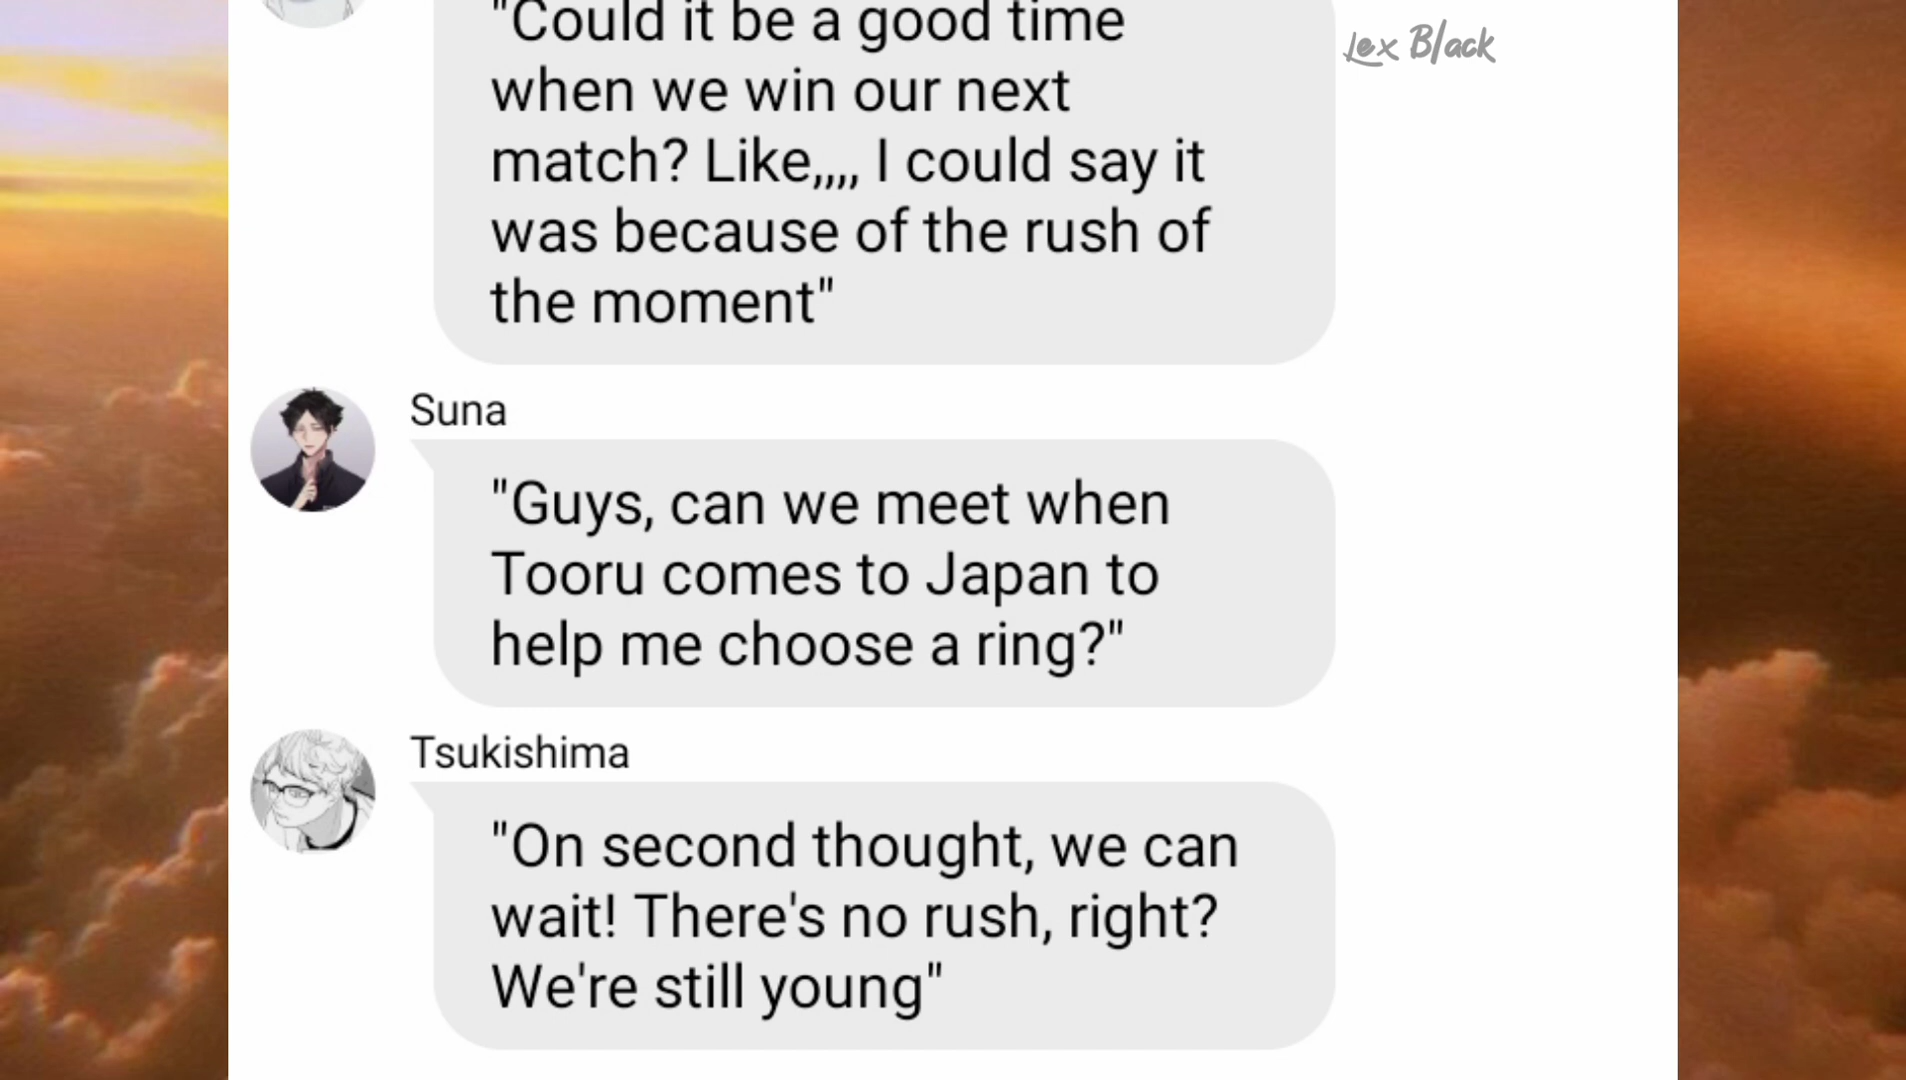 "Could it be a good time
when we win our next
match? Like,,,, I could say it
was because of the rush of
the moment"
Lex Black
Suna
"Guys, can we meet when
Tooru comes to Japan to
help me choose a ring?"
Tsukishima
"On second thought, we can
wait! There's no rush, right?
We're still young"